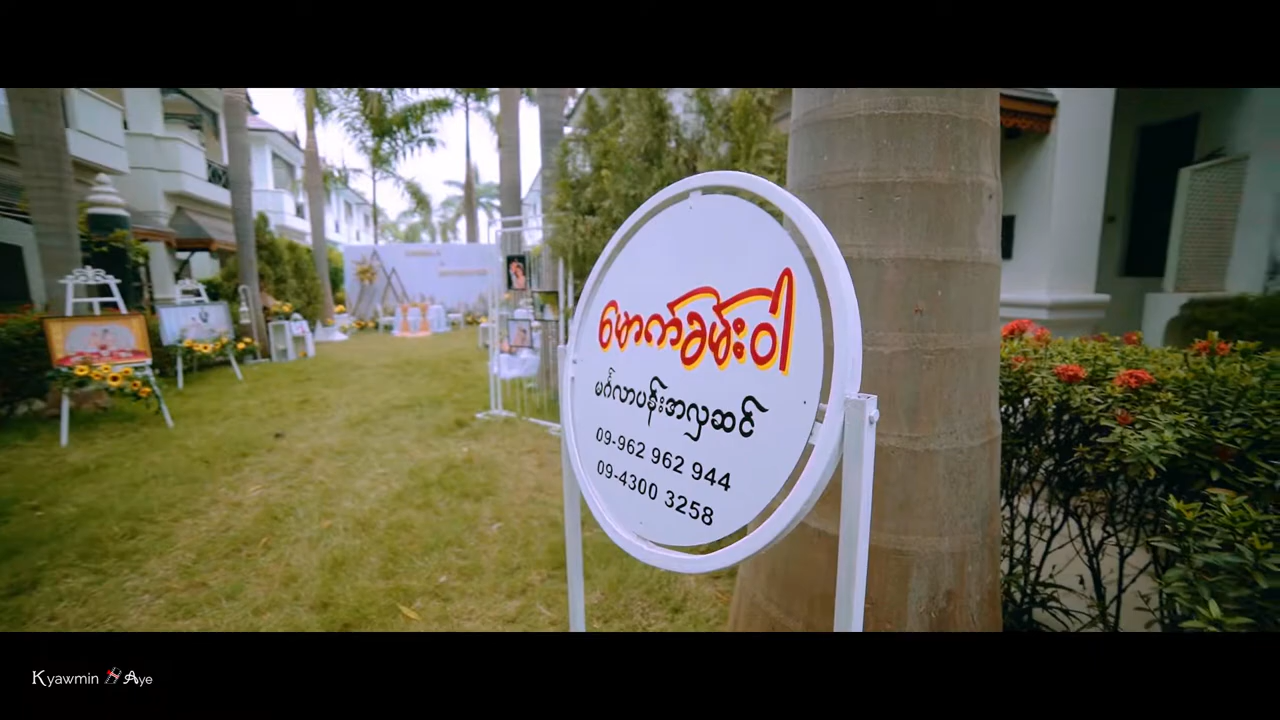 မောက်ခမ်းဝါ
မင်္ဂလာပန်းအလှဆင်
09-962 962 944
09-4300 3258
Kyawmin Aye